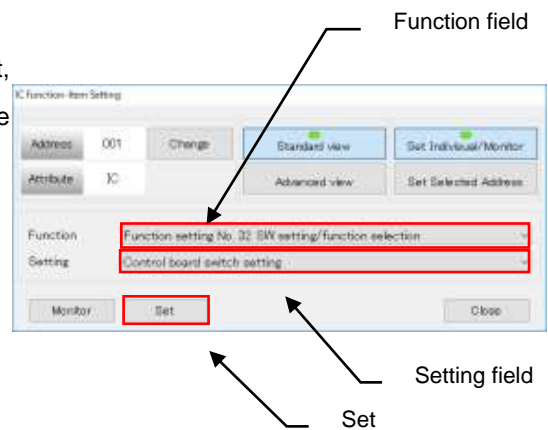 Function field
t,
IC Function-Item Setting
e
Address 001 Change Standard view Set Indiviual/Monitor
Attribute IC Advanced view Set Selected Address
Function Function setting No. 32 SW setting/function selection
Setting Control board switch setting
Monitor Set Close
Setting field
Set